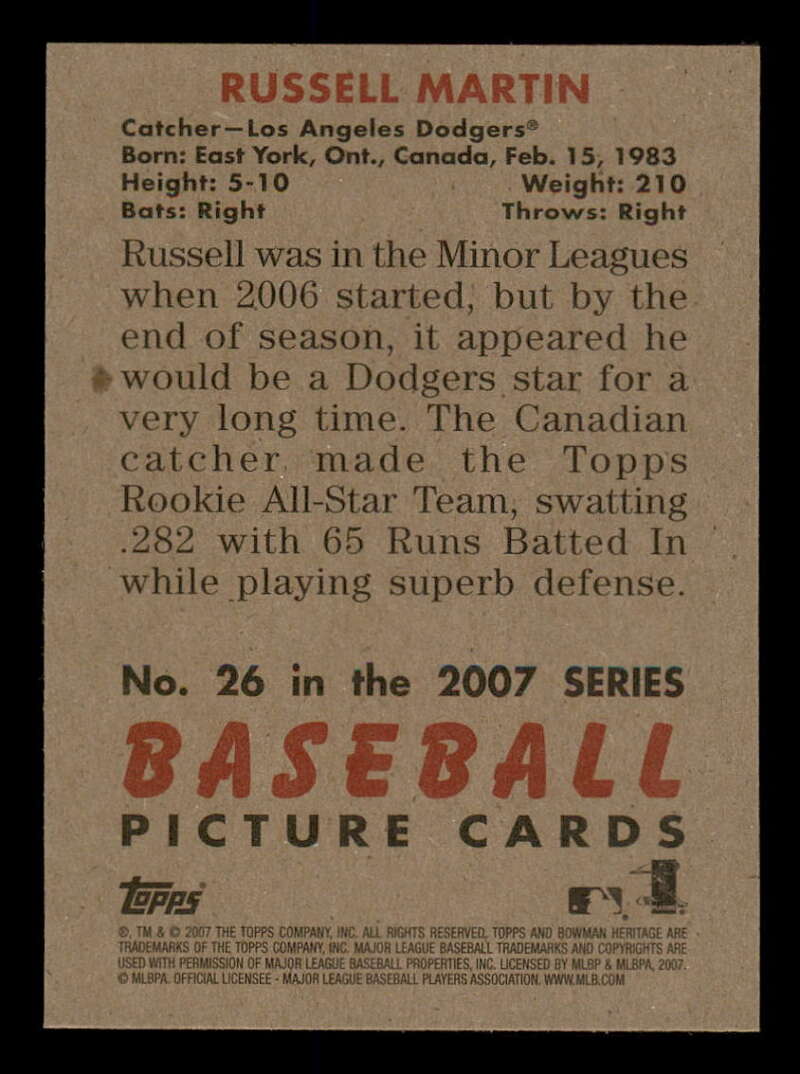 RUSSELL MARTIN
Catcher—Los Angeles Dodgers®
Born: East York, Ont., Canada, Feb. 15, 1983
Height: 5-10 Weight: 210
Bats: Right Throws: Right
Russell was in the Minor Leagues
when 2006 started, but by the
end of season, it appeared he
would be a Dodgers star for a
very long time. The Canadian
catcher made the Topps
Rookie All-Star Team, swatting
.282 with 65 Runs Batted In
while playing superb defense.
No. 26 in the 2007 SERIES
BASEBALL
PICTURE CARDS
topps
®, TM & © 2007 THE TOPPS COMPANY, INC. ALL RIGHTS RESERVED. TOPPS AND BOWMAN HERITAGE ARE
TRADEMARKS OF THE TOPPS COMPANY, INC. MAJOR LEAGUE BASEBALL TRADEMARKS AND COPYRIGHTS ARE
USED WITH PERMISSION OF MAJOR LEAGUE BASEBALL PROPERTIES, INC. LICENSED BY MLBP & MLBPA, 2007.
© MLBPA. OFFICIAL LICENSEE - MAJOR LEAGUE BASEBALL PLAYERS ASSOCIATION. WWW.MLB.COM